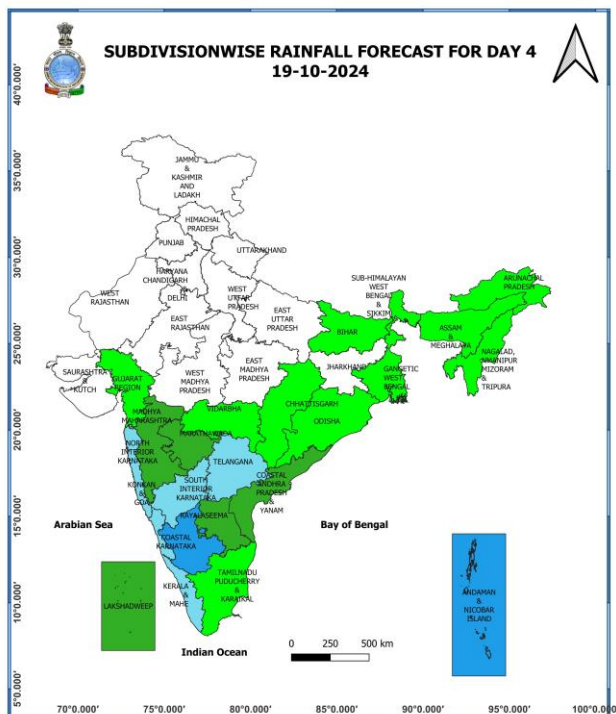 SUBDIVISIONWISE RAINFALL FORECAST FOR DAY 4
19-10-2024
40°0.000'
35°0.000'
30°0.000'
25°0.000'
20°0.000'
15°0.000'
10°0.000'
5°0.000'
JAMMU
&
KASHMIR
AND
LADAKH
HIMACHAL
PRADESH
PUNJAB
UTTARAKHAND
HARYANA
CHANDIGARH
&
DELHI
WEST
RAJASTHAN
WEST
UTTAR
PRADESH
EAST
RAJASTHAN
EAST
UTTAR
PRADESH
SUB-HIMALAYAN
WEST
BENGAL
&
SIKKIM
ARUNACHAL
PRADESH
BIHAR
ASSAM
&
MEGHALAYA
NAGALAD,
MANIPUR
MIZORAM
&
TRIPURA
SAURASHTRA
&
KUTCH
GUJARAT
REGION
WEST
MADHYA
PRADESH
EAST
MADHYA
PRADESH
JHARKHAND
GANGETIC
WEST
BENGAL
MADHYA
MAHARASHTRA
VIDARBHA
CHHATTISGARH
ODISHA
MARATHAWADA
NORTH
INTERIOR
KARNATAKA
TELANGANA
KONKAN
&
GOA
SOUTH
INTERIOR
KARNATAKA
COASTAL
ANDHRA
PRADESH
&
YANAM
RAYALASEEMA
Arabian Sea
Bay of Bengal
COASTAL
KARNATAKA
LAKSHADWEEP
KERALA
&
MAHE
TAMILNADU
PUDUCHERRY
&
KARAIKAL
ANDAMAN
&
NICOBAR
ISLAND
Indian Ocean
0 250 500 km
70°0.000' 75°0.000' 80°0.000' 85°0.000' 90°0.000' 95°0.000' 100°0.000'